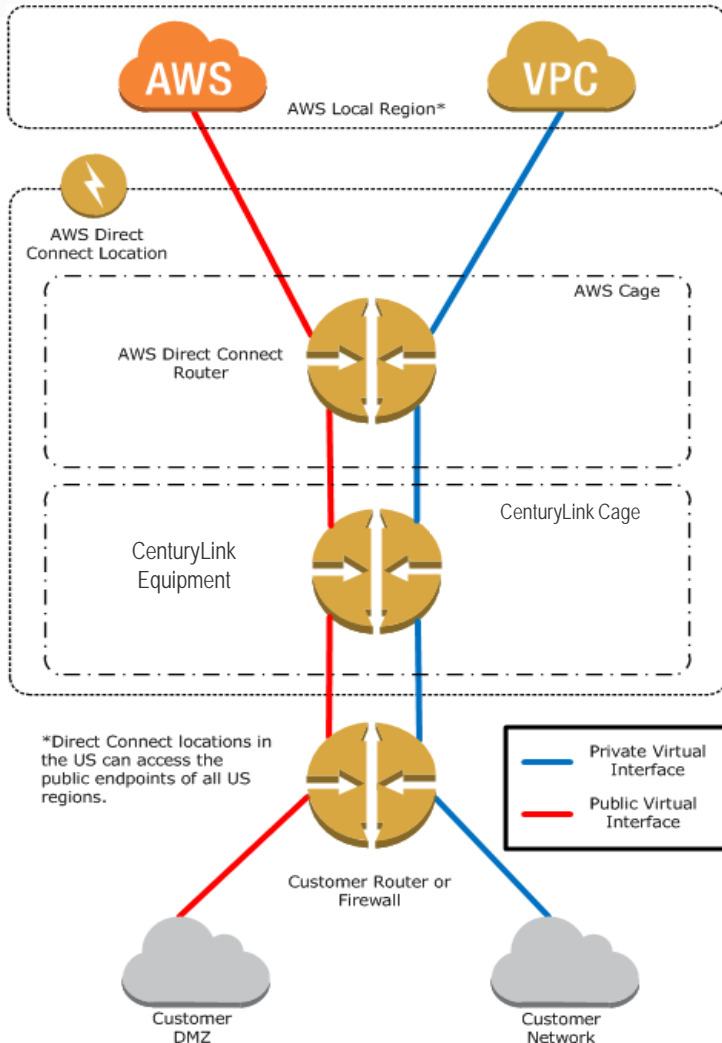 AWS
VPC
AWS Local Region*
AWS Direct
Connect Location
AWS Cage
AWS Direct Connect
Router
CenturyLink Cage
CenturyLink
Equipment
*Direct Connect locations in
the US can access the
public endpoints of all US
regions.
Private Virtual
Interface
Public Virtual
Interface
Customer Router or
Firewall
Customer
DMZ
Customer
Network